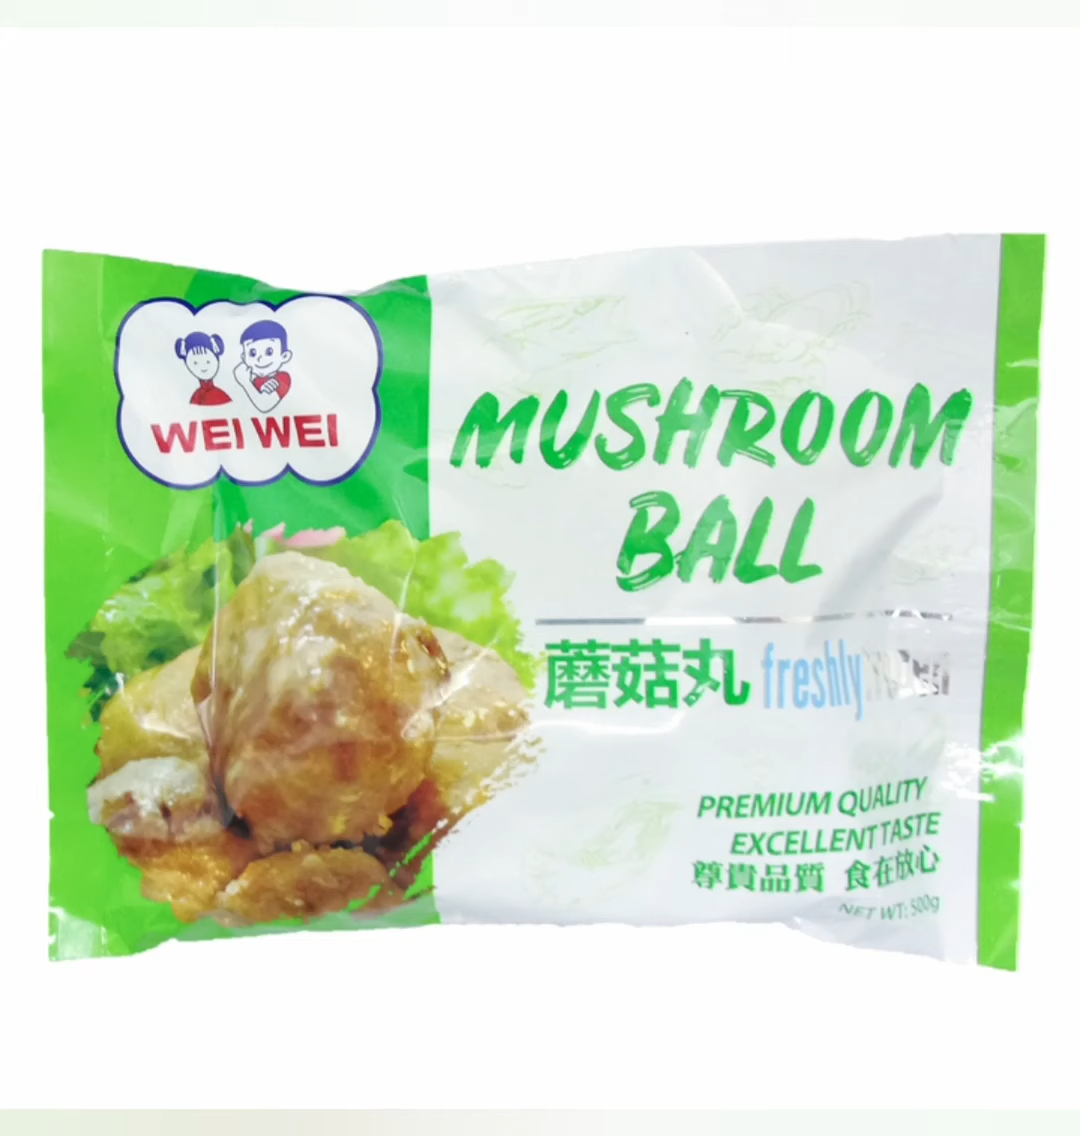 WEI WEI
MUSHROOM
BALL
蘑菇丸 freshly
PREMIUM QUALITY
EXCELLENT TASTE
尊貴品質 食在放心
NET WT: 500g